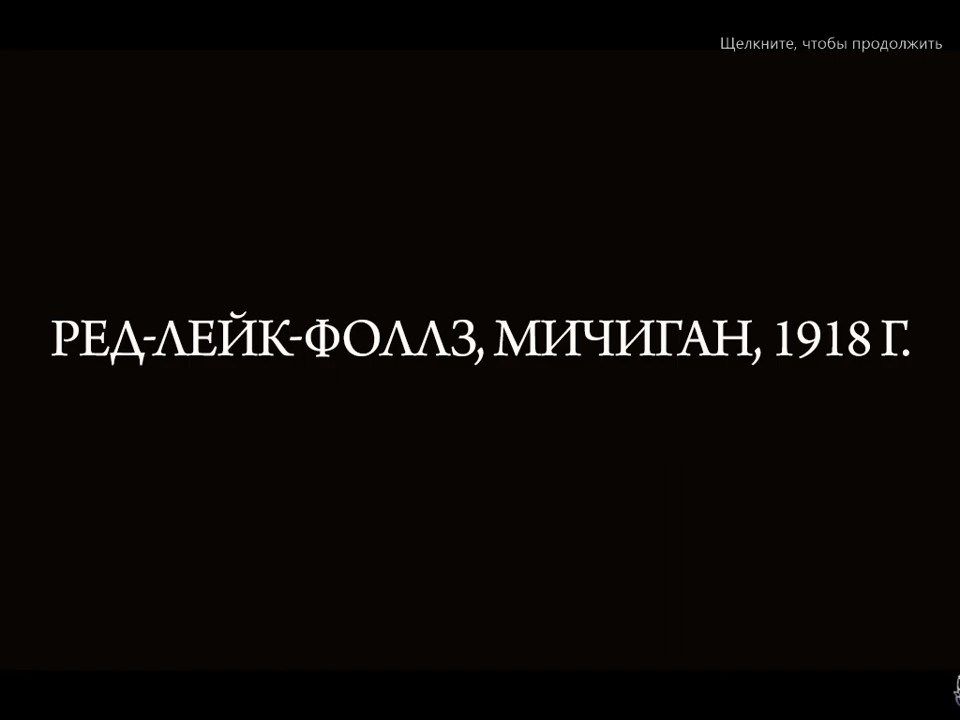 Щелкните, чтобы продолжить
РЕД-ЛЕЙК-ФОЛЛЗ, МИЧИГАН, 1918 Г.